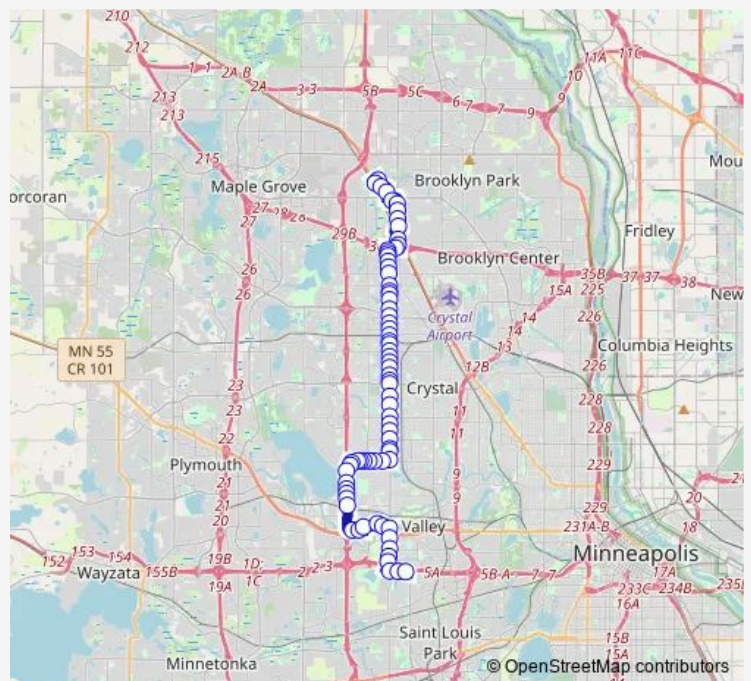 210
212
1
1
2A-B
2A
3-3
5B
5C
6-7
7
9
9
10
11A
11C
213
213
215
Maple Grove
Brooklyn Park
Mou
orcoran
27
28
27
29B
3
Brooklyn Center
Fridley
26
26
35B
37
37
38
225
15A
New
Crystal
Airport
14
14
13
226
MN 55
CR 101
Columbia Heights
12B
226
23
23
Crystal
11
11
228
228
22
Plymouth
229
21
21
20
9
9
20
229
18
Valley
231A-B
Minneapolis
152
153
154
Wayzata
155B
19B
19A
1D
1C
2
2-3
5A
5B-A
7
7
17A
233C
234B
235
16A
Saint Louis
Park
15B
15A
Minnetonka
© OpenStreetMap contributors